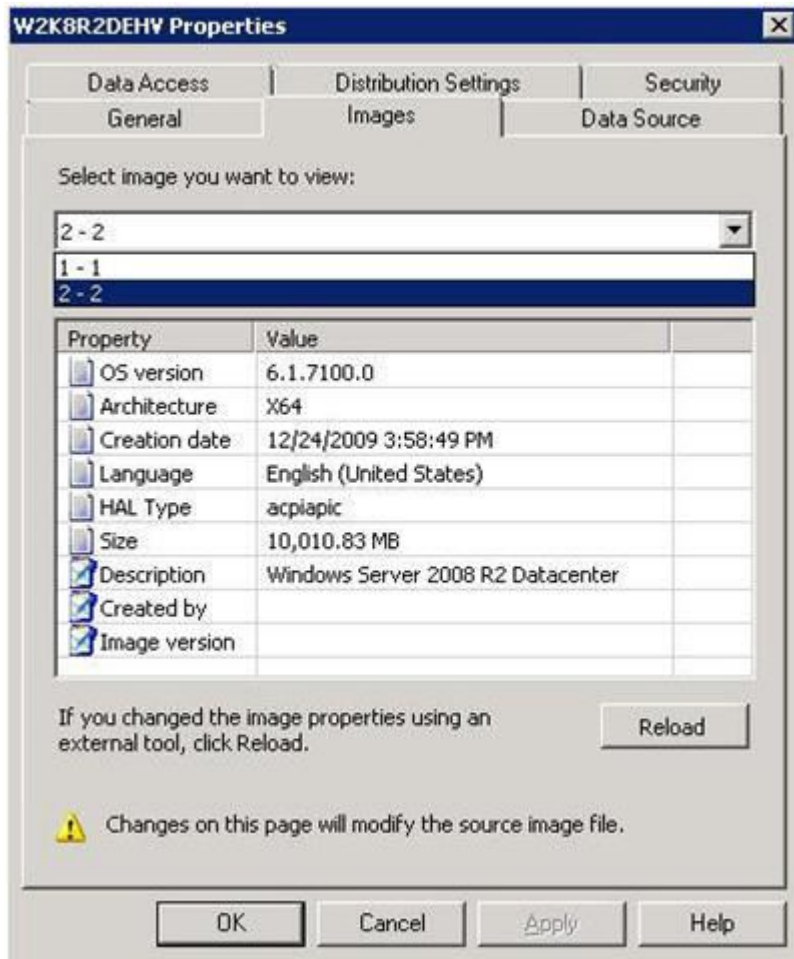 W2K8R2DEHV Properties
Data Access Distribution Settings Security
General Images Data Source
Select image you want to view:
2 - 2
1 - 1
2 - 2
Property Value
OS version 6.1.7100.0
Architecture X64
Creation date 12/24/2009 3:58:49 PM
Language English (United States)
HAL Type acpiapic
Size 10,010.83 MB
Description Windows Server 2008 R2 Datacenter
Created by
Image version
If you changed the image properties using an
external tool, click Reload.
Reload
Changes on this page will modify the source image file.
OK Cancel Apply Help